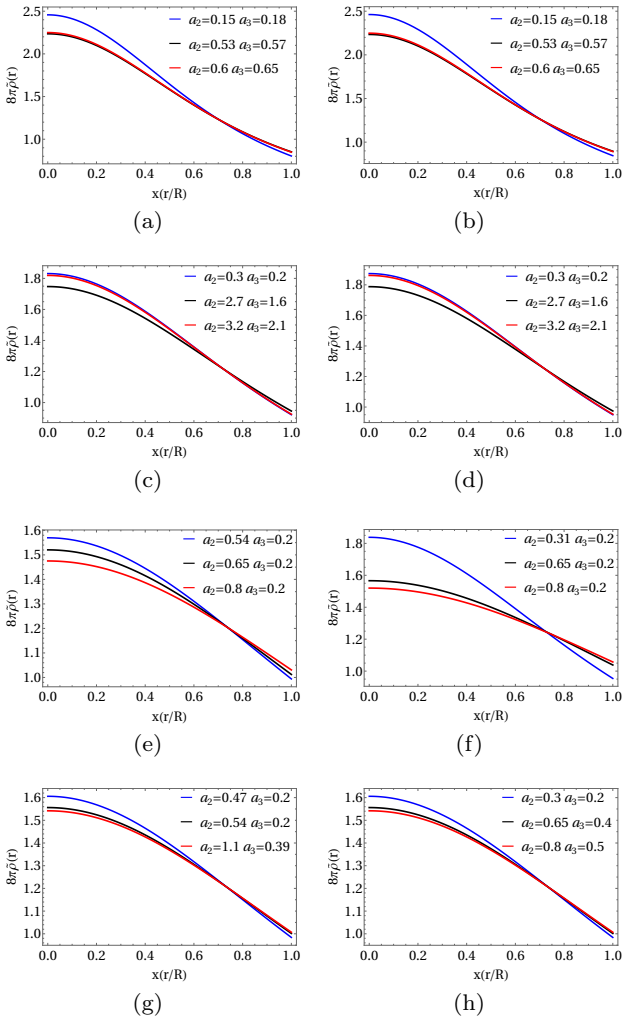 2.5
2.0
1.5
1.0
8πρ̃(r)
a₂=0.15 a₃=0.18
a₂=0.53 a₃=0.57
a₂=0.6 a₃=0.65
0.0 0.2 0.4 0.6 0.8 1.0
x(r/R)
(a)
2.5
2.0
1.5
1.0
8πρ̃(r)
a₂=0.15 a₃=0.18
a₂=0.53 a₃=0.57
a₂=0.6 a₃=0.65
0.0 0.2 0.4 0.6 0.8 1.0
x(r/R)
(b)
1.8
1.6
1.4
1.2
1.0
8πρ̃(r)
a₂=0.3 a₃=0.2
a₂=2.7 a₃=1.6
a₂=3.2 a₃=2.1
0.0 0.2 0.4 0.6 0.8 1.0
x(r/R)
(c)
1.8
1.6
1.4
1.2
1.0
8πρ̃(r)
a₂=0.3 a₃=0.2
a₂=2.7 a₃=1.6
a₂=3.2 a₃=2.1
0.0 0.2 0.4 0.6 0.8 1.0
x(r/R)
(d)
1.6
1.5
1.4
1.3
1.2
1.1
1.0
8πρ̃(r)
a₂=0.54 a₃=0.2
a₂=0.65 a₃=0.2
a₂=0.8 a₃=0.2
0.0 0.2 0.4 0.6 0.8 1.0
x(r/R)
(e)
1.8
1.6
1.4
1.2
1.0
8πρ̃(r)
a₂=0.31 a₃=0.2
a₂=0.65 a₃=0.2
a₂=0.8 a₃=0.2
0.0 0.2 0.4 0.6 0.8 1.0
x(r/R)
(f)
1.6
1.5
1.4
1.3
1.2
1.1
1.0
8πρ̃(r)
a₂=0.47 a₃=0.2
a₂=0.54 a₃=0.2
a₂=1.1 a₃=0.39
0.0 0.2 0.4 0.6 0.8 1.0
x(r/R)
(g)
1.6
1.5
1.4
1.3
1.2
1.1
1.0
8πρ̃(r)
a₂=0.3 a₃=0.2
a₂=0.65 a₃=0.4
a₂=0.8 a₃=0.5
0.0 0.2 0.4 0.6 0.8 1.0
x(r/R)
(h)